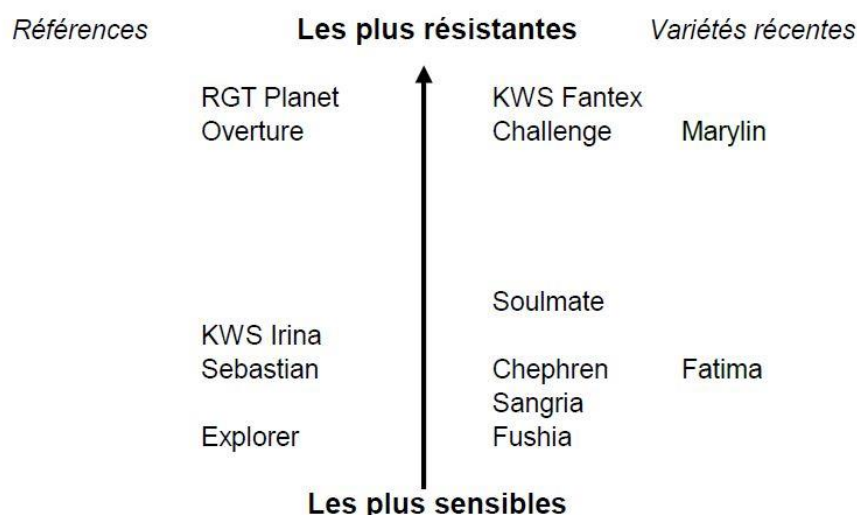 Références Les plus résistantes Variétés récentes
RGT Planet KWS Fantex
Overture Challenge Marylin
Soulmate
KWS Irina
Sebastian Chephren Fatima
Sangria
Explorer Fushia
Les plus sensibles